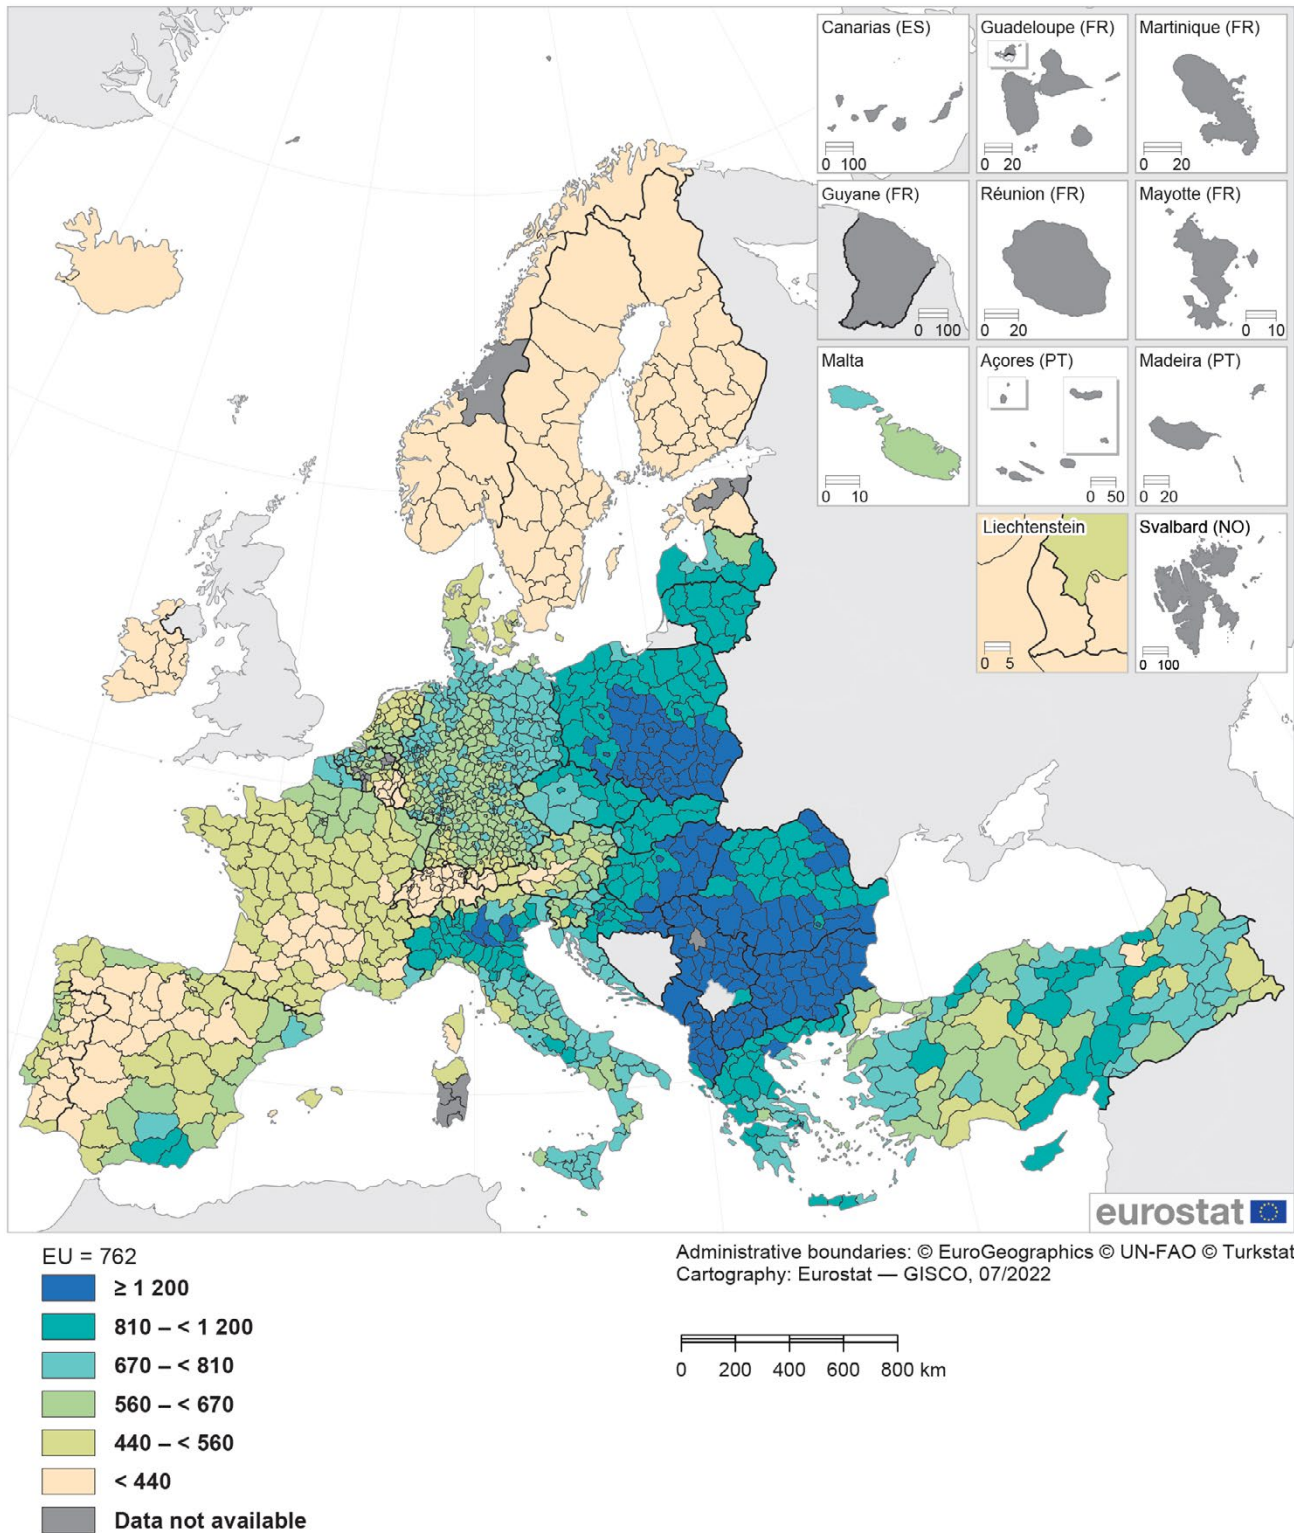 Canarias (ES)
0 100
Guadeloupe (FR)
0 20
Martinique (FR)
0 20
Guyane (FR)
0 100
Réunion (FR)
0 20
Mayotte (FR)
0 10
Malta
0 10
Açores (PT)
0 50
Madeira (PT)
0 20
Liechtenstein
0 5
Svalbard (NO)
0 100
eurostat
EU = 762
≥ 1 200
810 – < 1 200
670 – < 810
560 – < 670
440 – < 560
< 440
Data not available
Administrative boundaries: © EuroGeographics © UN-FAO © Turkstat
Cartography: Eurostat — GISCO, 07/2022
0 200 400 600 800 km